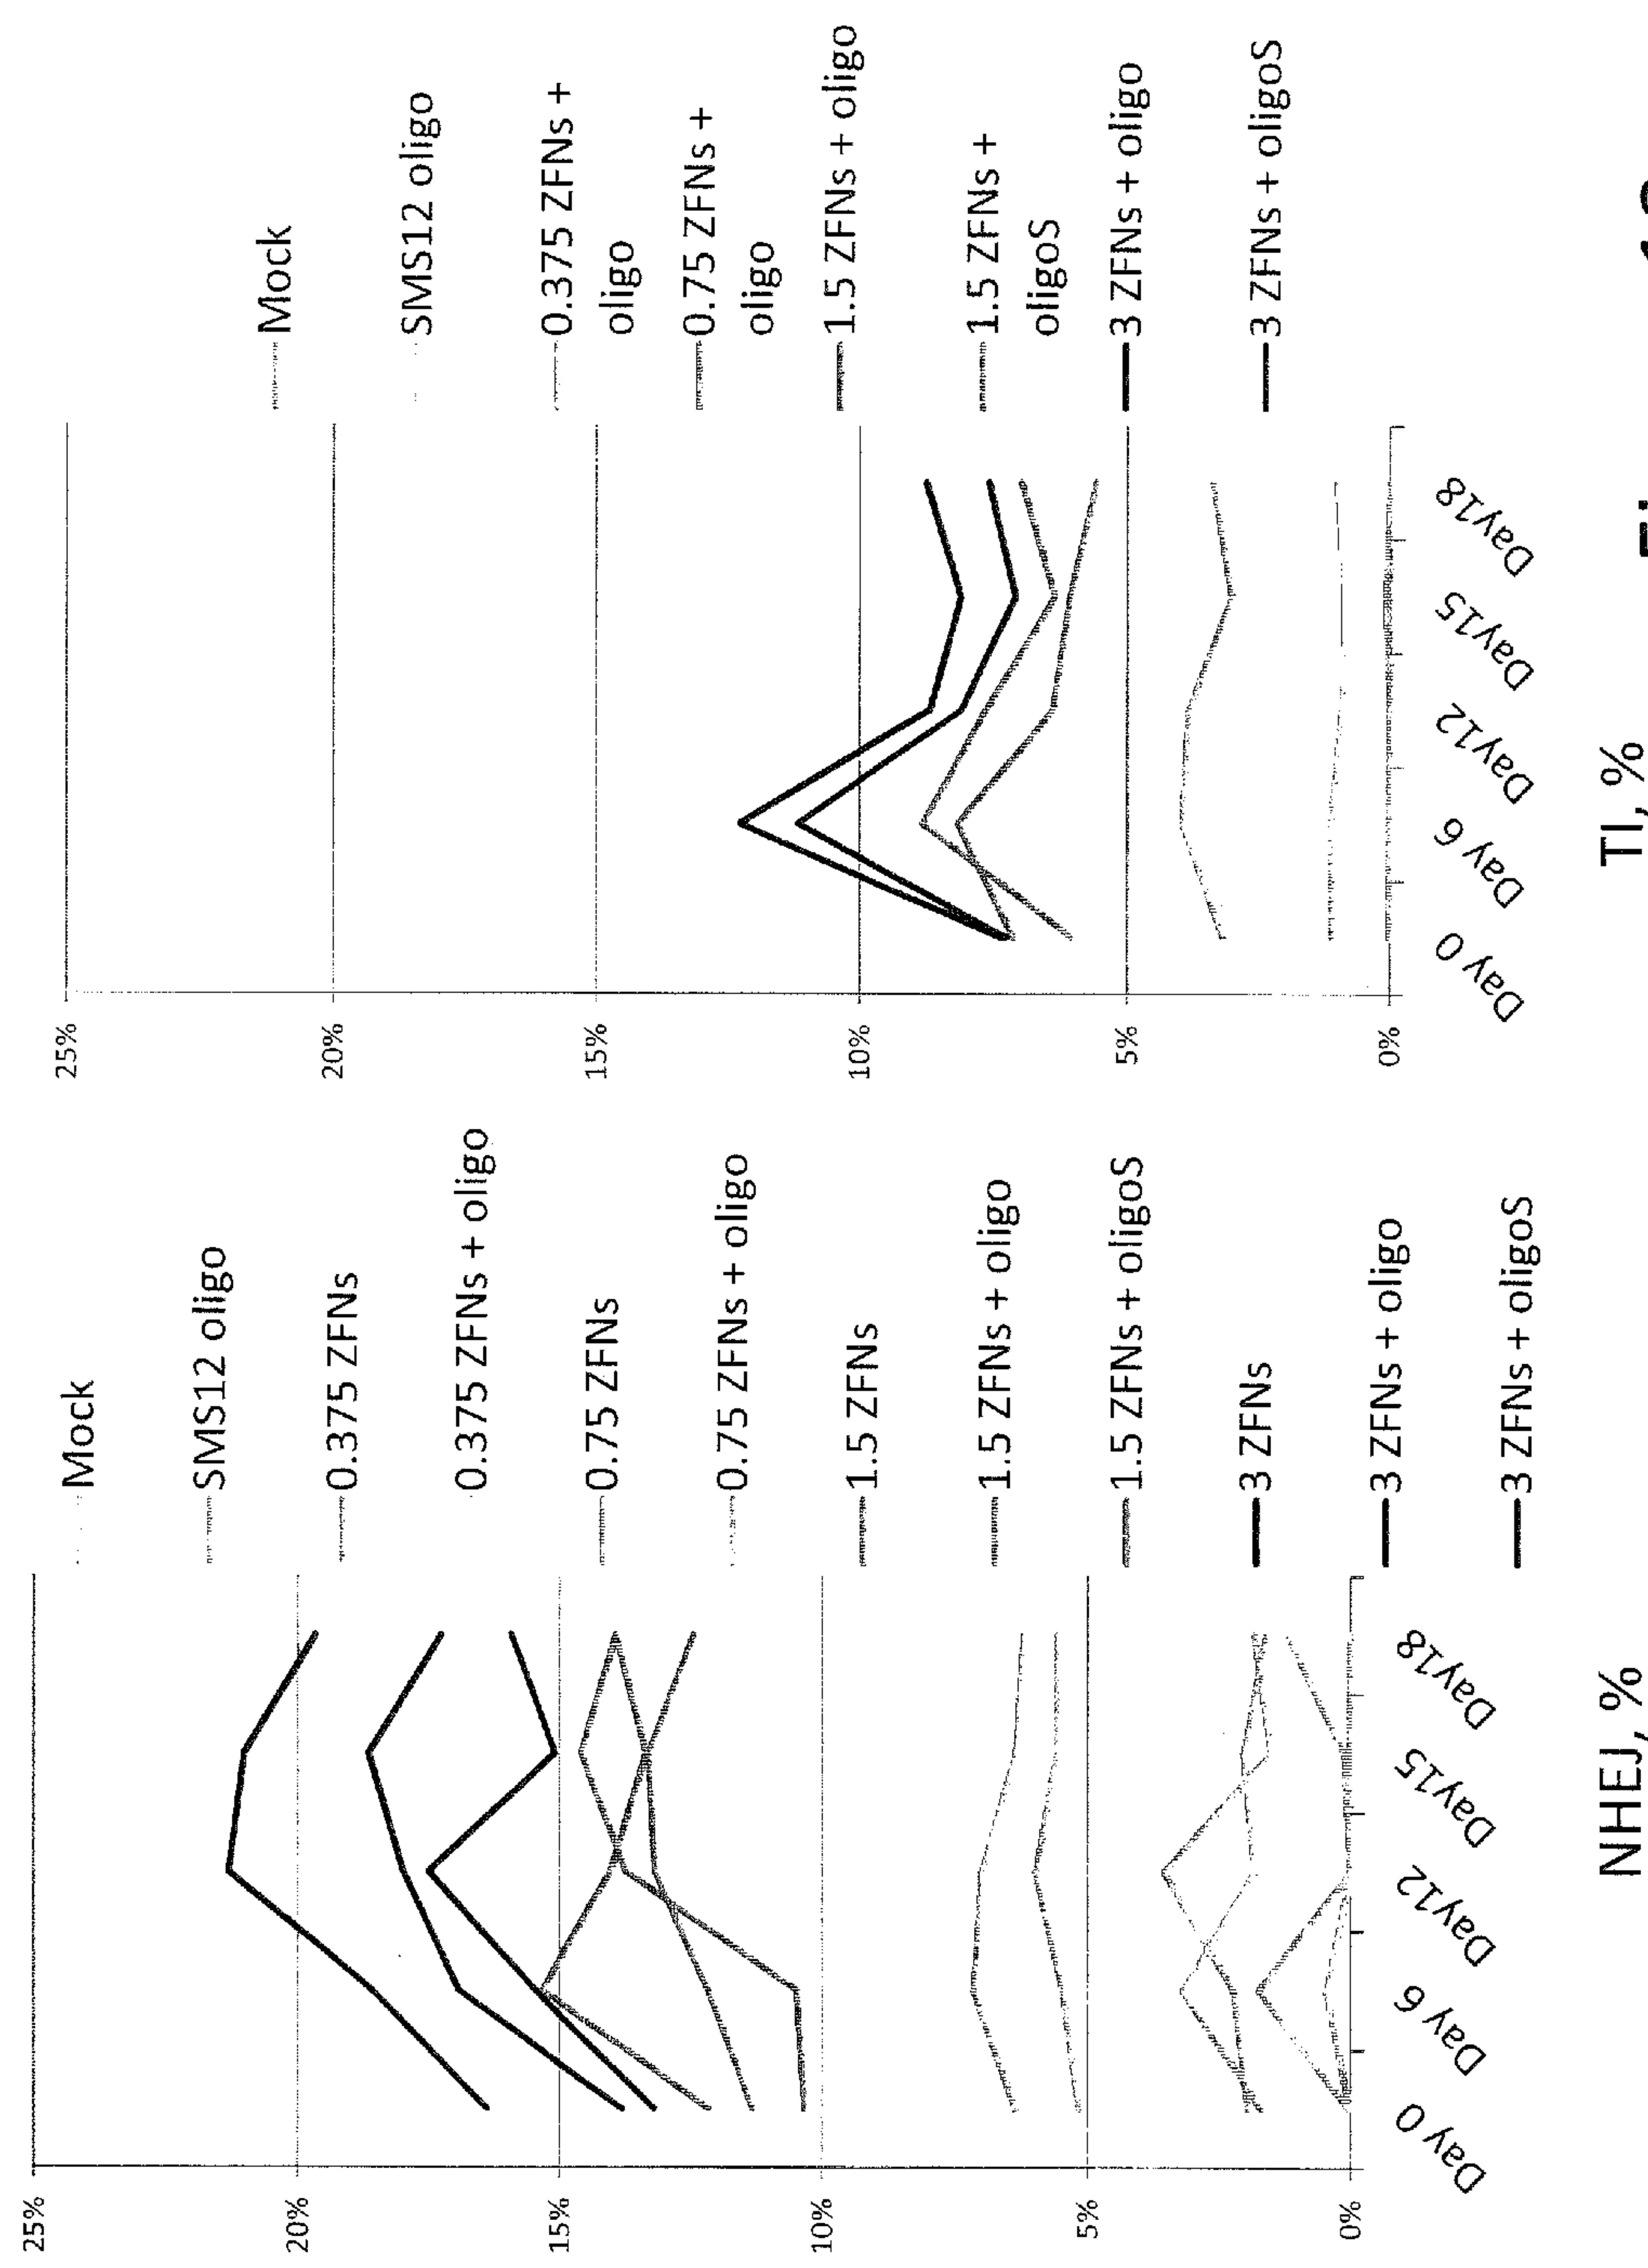 25%
20%
15%
10%
5%
0%
Day 0
Day 6
Day12
Day15
Day18
Mock
SMS12 oligo
0.375 ZFNs
0.375 ZFNs + oligo
0.75 ZFNs
0.75 ZFNs + oligo
1.5 ZFNs
1.5 ZFNs + oligo
1.5 ZFNs + oligoS
3 ZFNs
3 ZFNs + oligo
3 ZFNs + oligoS
NHEJ, %
25%
20%
15%
10%
5%
0%
Day 0
Day 6
Day12
Day15
Day18
Mock
SMS12 oligo
0.375 ZFNs +
oligo
0.75 ZFNs +
oligo
1.5 ZFNs + oligo
1.5 ZFNs +
oligoS
3 ZFNs + oligo
3 ZFNs + oligoS
TI, %